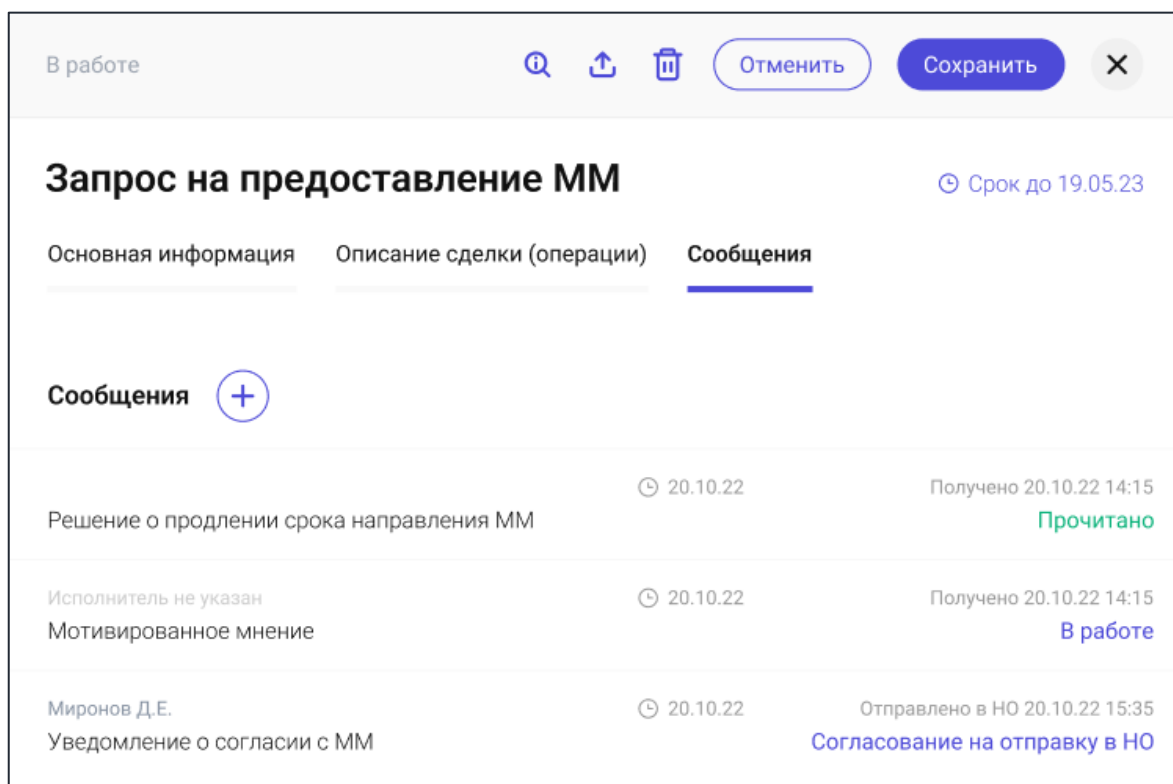 В работе Отменить Сохранить
Запрос на предоставление ММ Срок до 19.05.23
Основная информация Описание сделки (операции) Сообщения
Сообщения
20.10.22 Получено 20.10.22 14:15
Решение о продлении срока направления ММ Прочитано
Исполнитель не указан 20.10.22 Получено 20.10.22 14:15
Мотивированное мнение В работе
Миронов Д.Е. 20.10.22 Отправлено в НО 20.10.22 15:35
Уведомление о согласии с ММ Согласование на отправку в НО